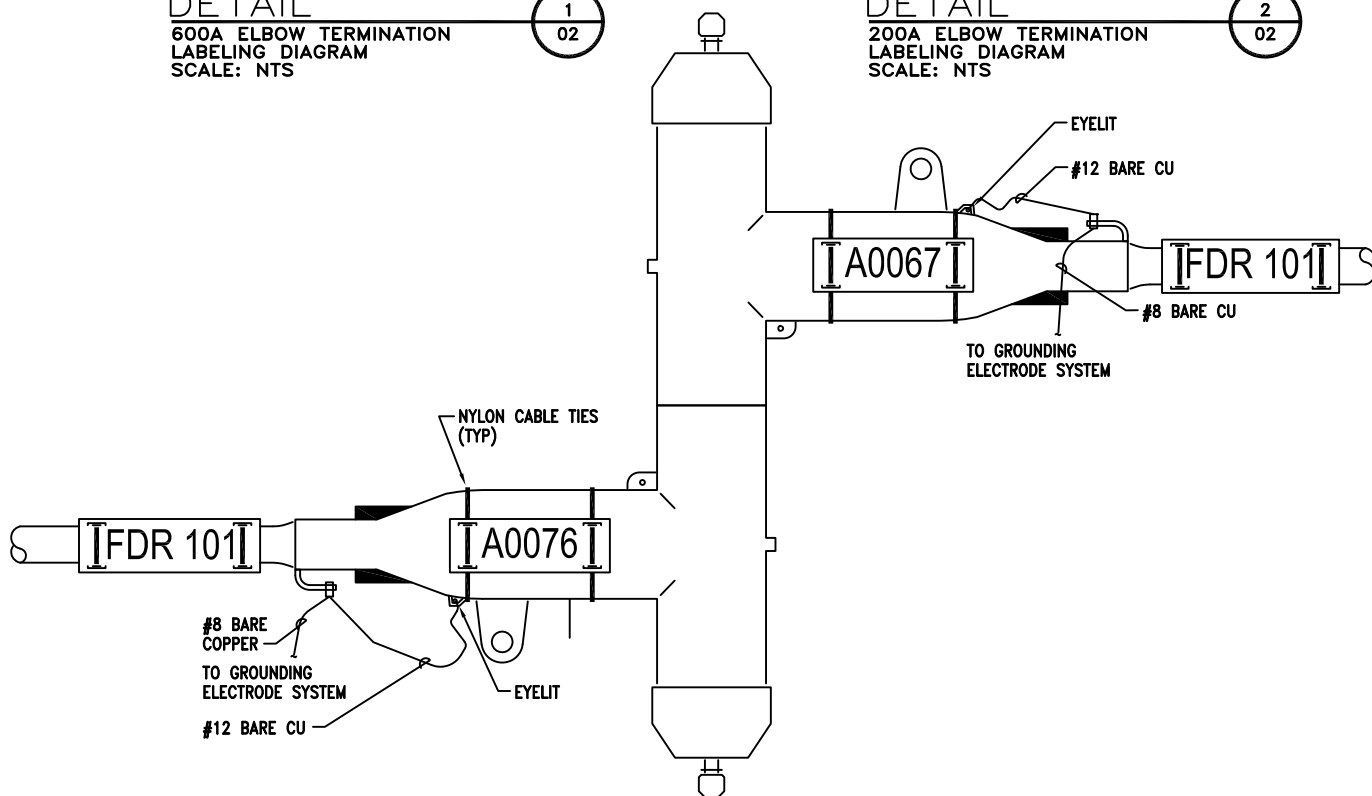 DETAIL
1
02
600A ELBOW TERMINATION
LABELING DIAGRAM
SCALE: NTS
DETAIL
2
02
200A ELBOW TERMINATION
LABELING DIAGRAM
SCALE: NTS
EYELIT
#12 BARE CU
A0067
FDR 101
#8 BARE CU
TO GROUNDING
ELECTRODE SYSTEM
NYLON CABLE TIES
(TYP)
FDR 101
A0076
#8 BARE
COPPER
TO GROUNDING
ELECTRODE SYSTEM
EYELIT
#12 BARE CU